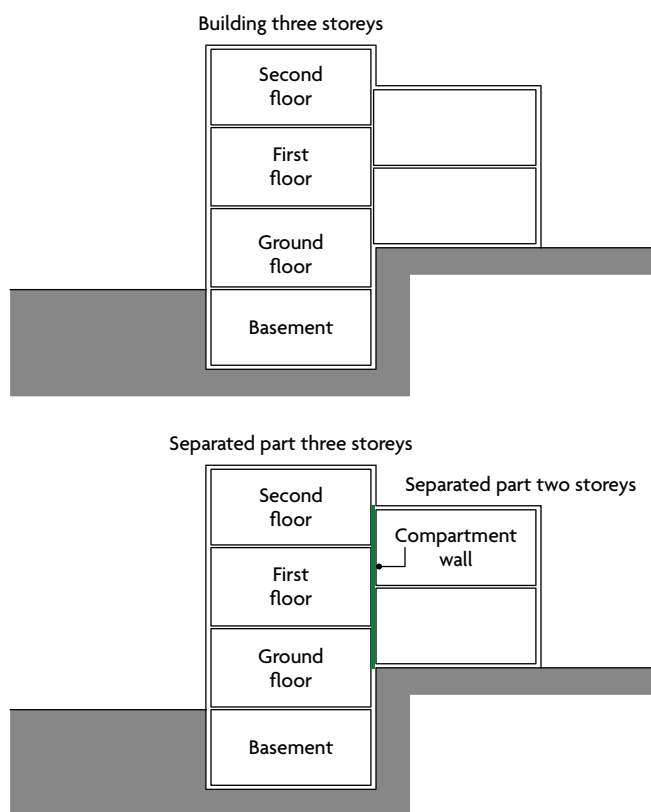 Building three storeys
Second
floor
First
floor
Ground
floor
Basement
Separated part three storeys
Separated part two storeys
Second
floor
Compartment
wall
First
floor
Ground
floor
Basement